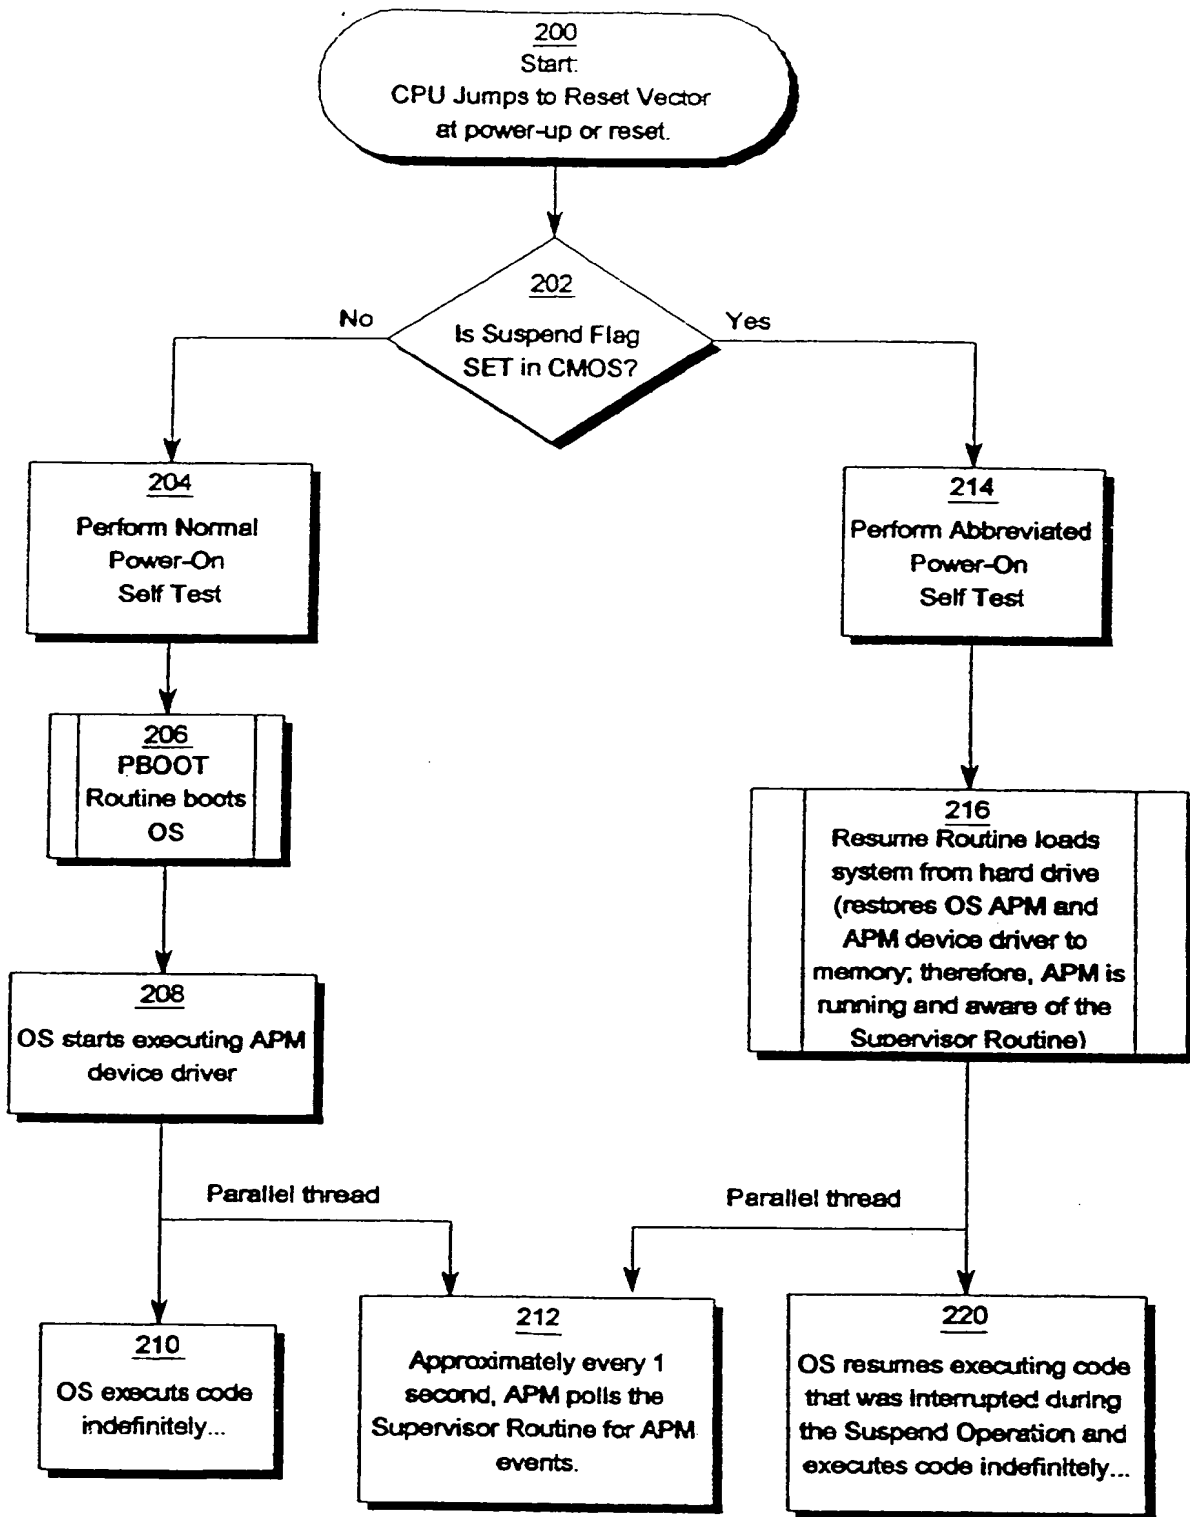 200
Start:
CPU Jumps to Reset Vector
at power-up or reset.
202
Is Suspend Flag
SET in CMOS?
No
Yes
204
Perform Normal
Power-On
Self Test
214
Perform Abbreviated
Power-On
Self Test
206
PBOOT
Routine boots
OS
216
Resume Routine loads
system from hard drive
(restores OS APM and
APM device driver to
memory; therefore, APM is
running and aware of the
Supervisor Routine)
208
OS starts executing APM
device driver
Parallel thread
Parallel thread
210
OS executs code
indefinitely...
212
Approximately every 1
second, APM polls the
Supervisor Routine for APM
events.
220
OS resumes executing code
that was interrupted during
the Suspend Operation and
executes code indefinitely...